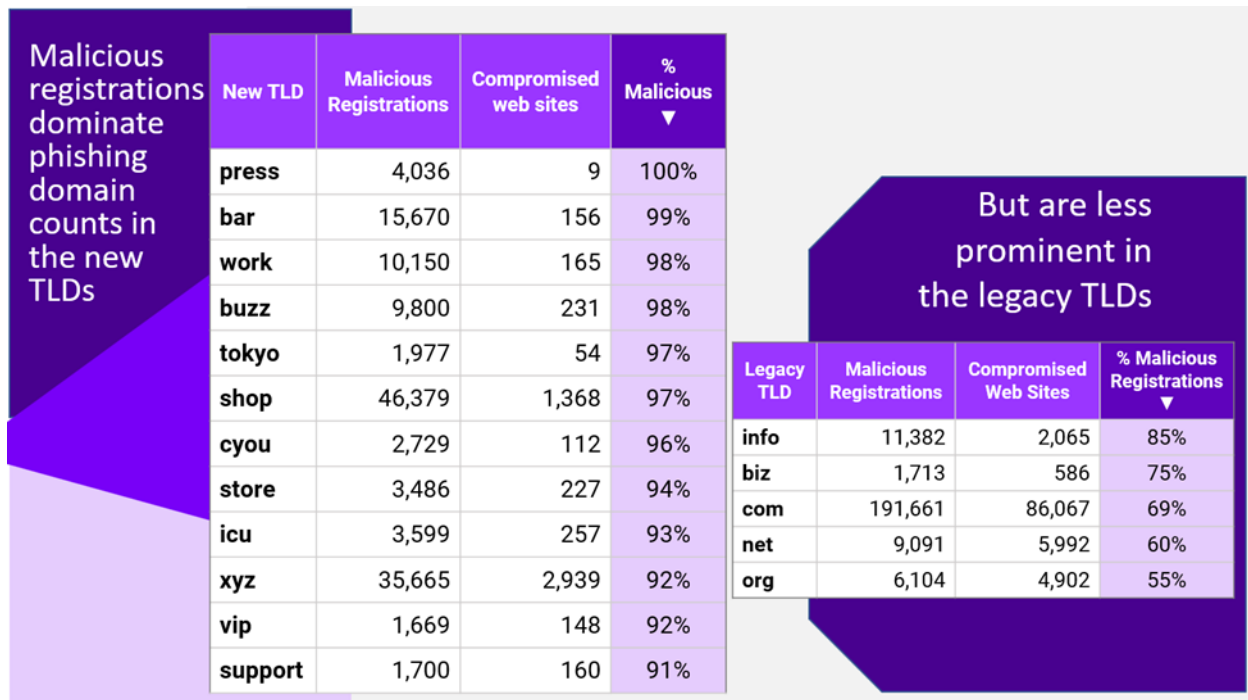 Malicious
registrations
dominate
phishing
domain
counts in
the new
TLDs
New TLD Malicious Registrations Compromised web sites % Malicious ▼
press 4,036 9 100%
bar 15,670 156 99%
work 10,150 165 98%
buzz 9,800 231 98%
tokyo 1,977 54 97%
shop 46,379 1,368 97%
cyou 2,729 112 96%
store 3,486 227 94%
icu 3,599 257 93%
xyz 35,665 2,939 92%
vip 1,669 148 92%
support 1,700 160 91%
But are less
prominent in
the legacy TLDs
Legacy TLD Malicious Registrations Compromised Web Sites % Malicious Registrations ▼
info 11,382 2,065 85%
biz 1,713 586 75%
com 191,661 86,067 69%
net 9,091 5,992 60%
org 6,104 4,902 55%